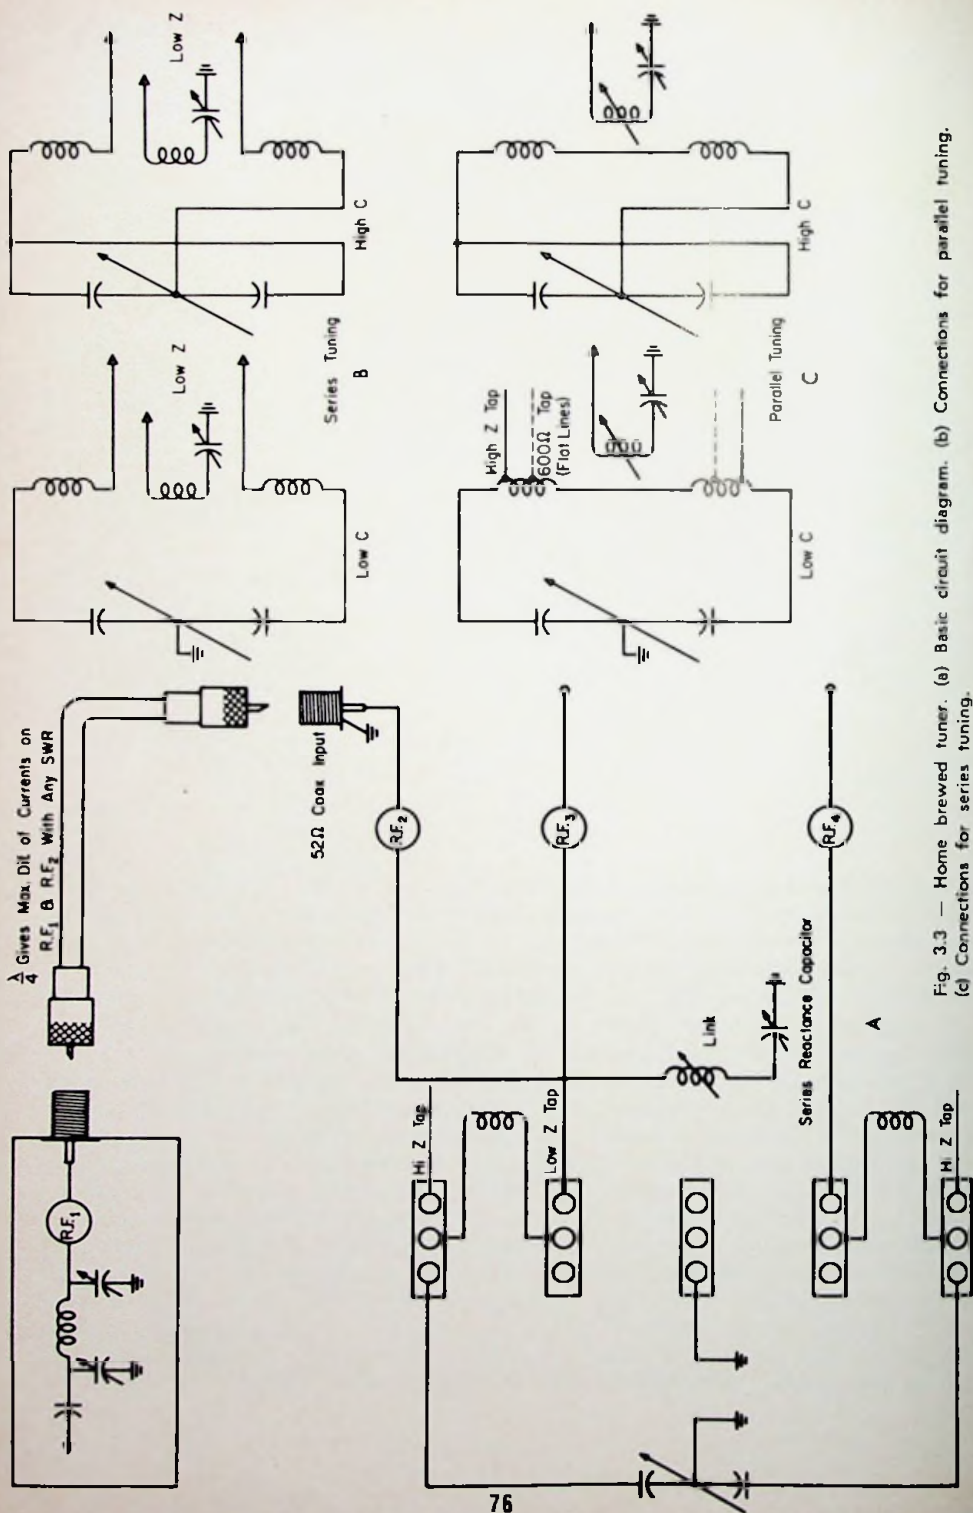 λ/4 Gives Max. Dif. of Currents on
R.F.1 & R.F.2 With Any SWR
R.F.1
52Ω Coax Input
R.F.2
R.F.3
R.F.4
Hi Z Tap
Low Z Tap
Link
Series Reactance Capacitor
Hi Z Tap
A
Low Z
Low Z
Low C
Series Tuning
High C
B
High Z Tap
600Ω Tap
(Flat Lines)
Low C
Parallel Tuning
High C
C
Fig. 3.3 — Home brewed tuner. (a) Basic circuit diagram. (b) Connections for parallel tuning.
(c) Connections for series tuning.
76